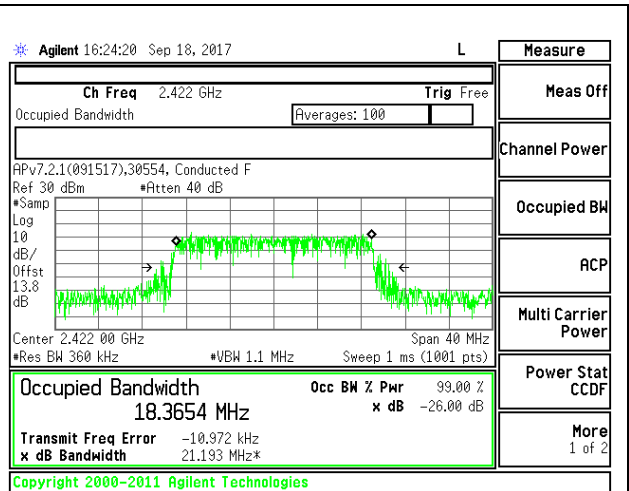 Agilent 16:24:20 Sep 18, 2017 L
Measure
Meas Off
Channel Power
Occupied BW
ACP
Multi Carrier
Power
Power Stat
CCDF
More
1 of 2
Ch Freq 2.422 GHz Trig Free
Occupied Bandwidth Averages: 100
APv7.2.1(091517),30554, Conducted F
Ref 30 dBm #Atten 40 dB
#Samp
Log
10
dB/
Offst
13.8
dB
Center 2.422 00 GHz Span 40 MHz
#Res BW 360 kHz #VBW 1.1 MHz Sweep 1 ms (1001 pts)
Occupied Bandwidth Occ BW % Pwr 99.00 %
18.3654 MHz x dB -26.00 dB
Transmit Freq Error -10.972 kHz
x dB Bandwidth 21.193 MHz*
Copyright 2000-2011 Agilent Technologies